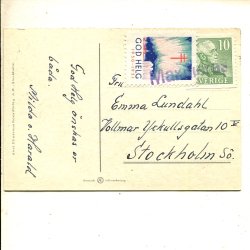 God Helg önskas er
båda.
Hilda o. Harald
GOD HELG
10
SVERIGE
Fru
Emma Lundahl
Vollmar Yxkullsgatan 10 IV
Stockholm Sö.